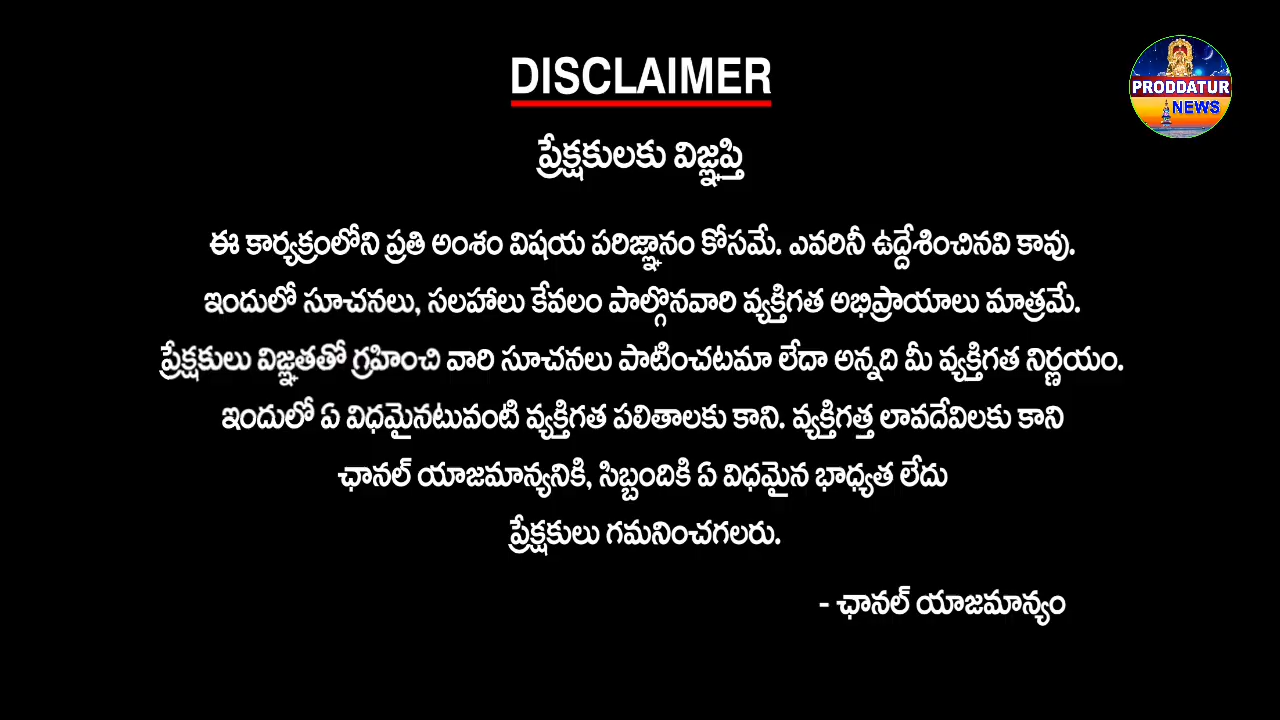 DISCLAIMER
PRODDATUR
NEWS
ప్రేక్షకులకు విజ్ఞప్తి
ఈ కార్యక్రంలోని ప్రతి అంశం విషయ పరిజ్ఞానం కోసమే. ఎవరినీ ఉద్దేశించినవి కావు.
ఇందులో సూచనలు, సలహాలు కేవలం పాల్గొనవారి వ్యక్తిగత అభిప్రాయాలు మాత్రమే.
ప్రేక్షకులు విజ్ఞతతో గ్రహించి వారి సూచనలు పాటించటమా లేదా అన్నది మీ వ్యక్తిగత నిర్ణయం.
ఇందులో ఏ విధమైనటువంటి వ్యక్తిగత పలితాలకు కాని. వ్యక్తిగత్త లావదేవిలకు కాని
ఛానల్ యాజమాన్యనికి, సిబ్బందికి ఏ విధమైన భాధ్యత లేదు
ప్రేక్షకులు గమనించగలరు.
- ఛానల్ యాజమాన్యం